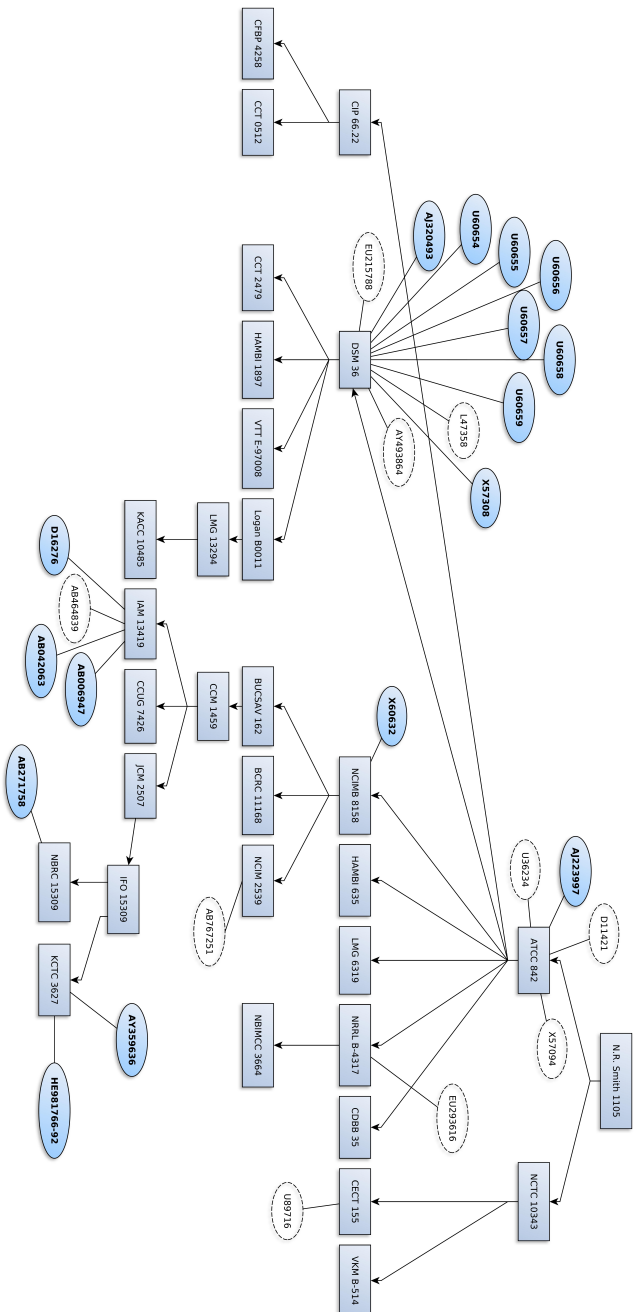 N.R. Smith 1105
ATCC 842
NCTC 10343
AJ223997
D11421
U36234
X57094
CIP 66.22
DSM 36
NCIMB 8158
HAMBI 635
LMG 6319
NRRL B-4317
CDBB 35
CECT 155
VKM B-514
AJ320493
U60654
U60655
U60656
U60657
U60658
U60659
L47358
X57308
EU215788
AY493864
X60632
EU293616
U89716
CFBP 4258
CCT 0512
CCT 2479
HAMBI 1897
VTT E-97008
Logan B0011
BUCSAV 162
BCRC 11168
NCIM 2539
NBIMCC 3664
AB767251
LMG 13294
CCM 1459
KACC 10485
IAM 13419
CCUG 7426
JCM 2507
IFO 15309
D16276
AB464839
AB042063
AB006947
NBRC 15309
KCTC 3627
AB271758
AY359636
HE981766-92